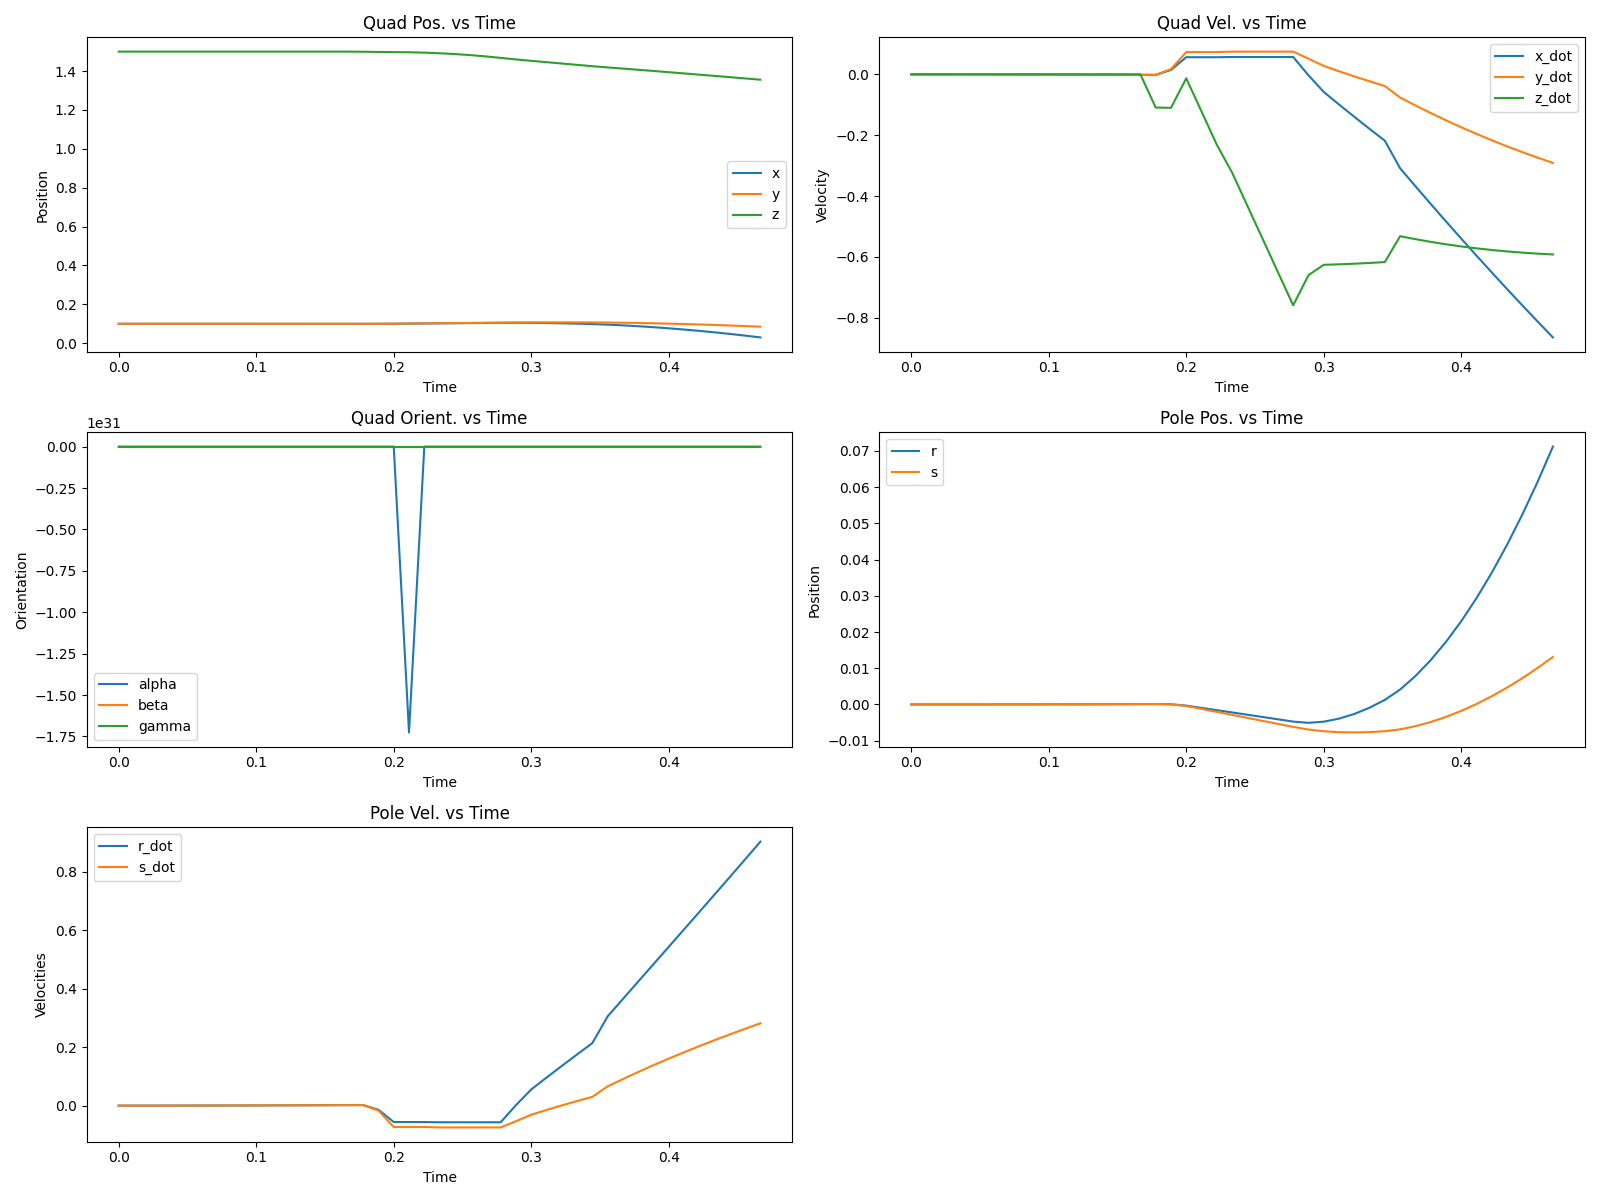 Quad Pos. vs Time
Position
1.4
1.2
1.0
0.8
0.6
0.4
0.2
0.0
x
y
z
0.0 0.1 0.2 0.3 0.4
Time
Quad Vel. vs Time
Velocity
0.0
−0.2
−0.4
−0.6
−0.8
x_dot
y_dot
z_dot
0.0 0.1 0.2 0.3 0.4
Time
Quad Orient. vs Time
1e31
Orientation
0.00
−0.25
−0.50
−0.75
−1.00
−1.25
−1.50
−1.75
alpha
beta
gamma
0.0 0.1 0.2 0.3 0.4
Time
Pole Pos. vs Time
Position
0.07
0.06
0.05
0.04
0.03
0.02
0.01
0.00
−0.01
r
s
0.0 0.1 0.2 0.3 0.4
Time
Pole Vel. vs Time
Velocities
0.8
0.6
0.4
0.2
0.0
r_dot
s_dot
0.0 0.1 0.2 0.3 0.4
Time